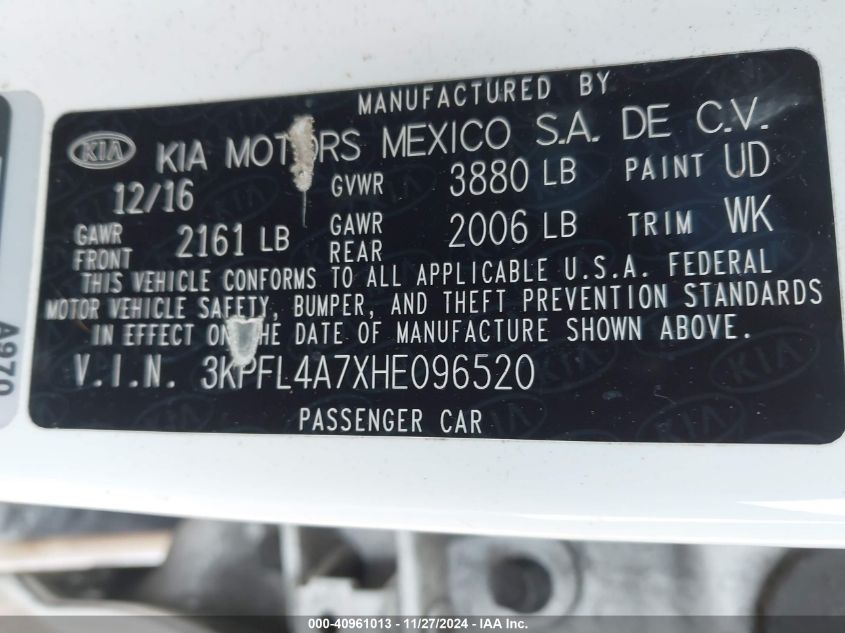 MANUFACTURED BY
KIA KIA MOTORS MEXICO S.A. DE C.V.
12/16 GVWR 3880 LB PAINT UD
GAWR FRONT 2161 LB GAWR REAR 2006 LB TRIM WK
THIS VEHICLE CONFORMS TO ALL APPLICABLE U.S.A. FEDERAL
MOTOR VEHICLE SAFETY, BUMPER, AND THEFT PREVENTION STANDARDS
IN EFFECT ON THE DATE OF MANUFACTURE SHOWN ABOVE.
V.I.N. 3KPFL4A7XHE096520
PASSENGER CAR
A970
000-40961013 - 11/27/2024 - KIA - 3KPFL4A7XHE096520